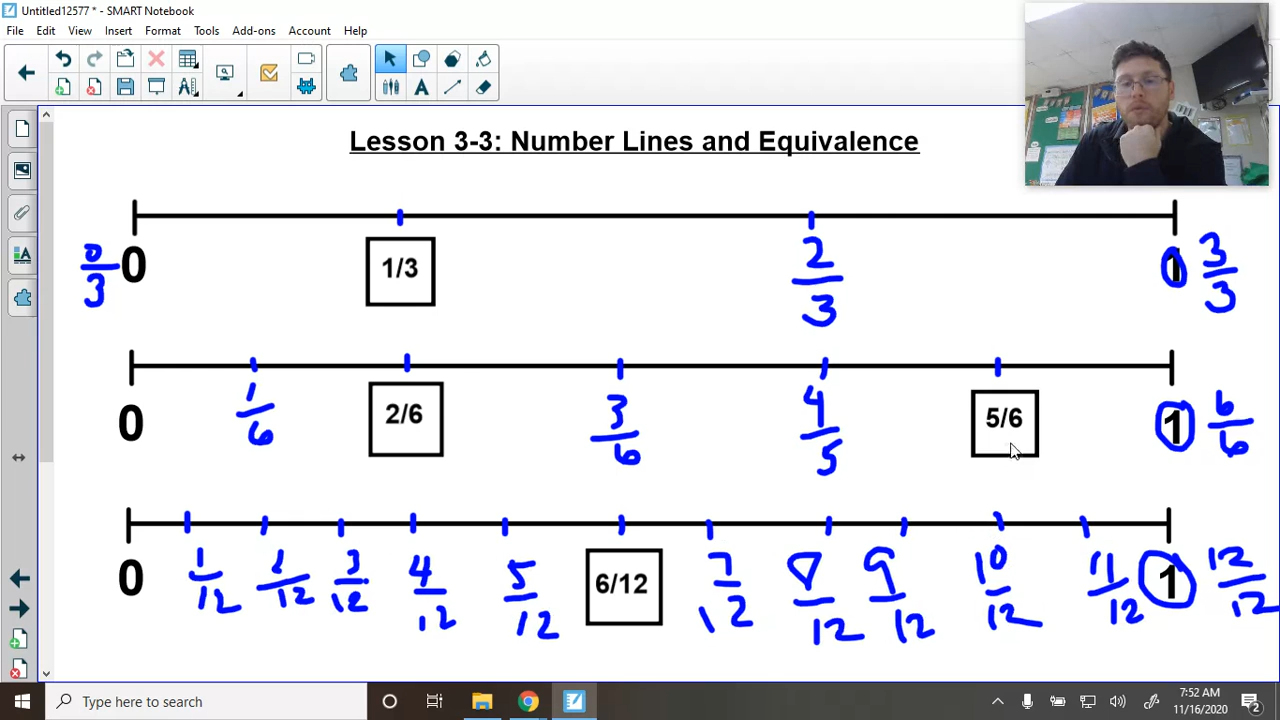 Untitled12577 * - SMART Notebook
File Edit View Insert Format Tools Add-ons Account Help
Lesson 3-3: Number Lines and Equivalence
0/3 0 1/3 2/3 1 3/3
0 1/6 2/6 3/6 4/5 5/6 1 6/6
0 1/12 2/12 3/12 4/12 5/12 6/12 7/12 8/12 9/12 10/12 11/12 1 12/12
Type here to search
7:52 AM
11/16/2020
2